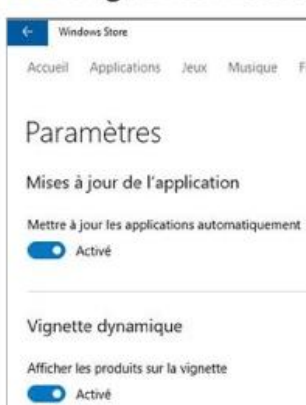 Windows Store
Accueil Applications Jeux Musique
Paramètres
Mises à jour de l'application
Mettre à jour les applications automatiquement
Activé
Vignette dynamique
Afficher les produits sur la vignette
Activé